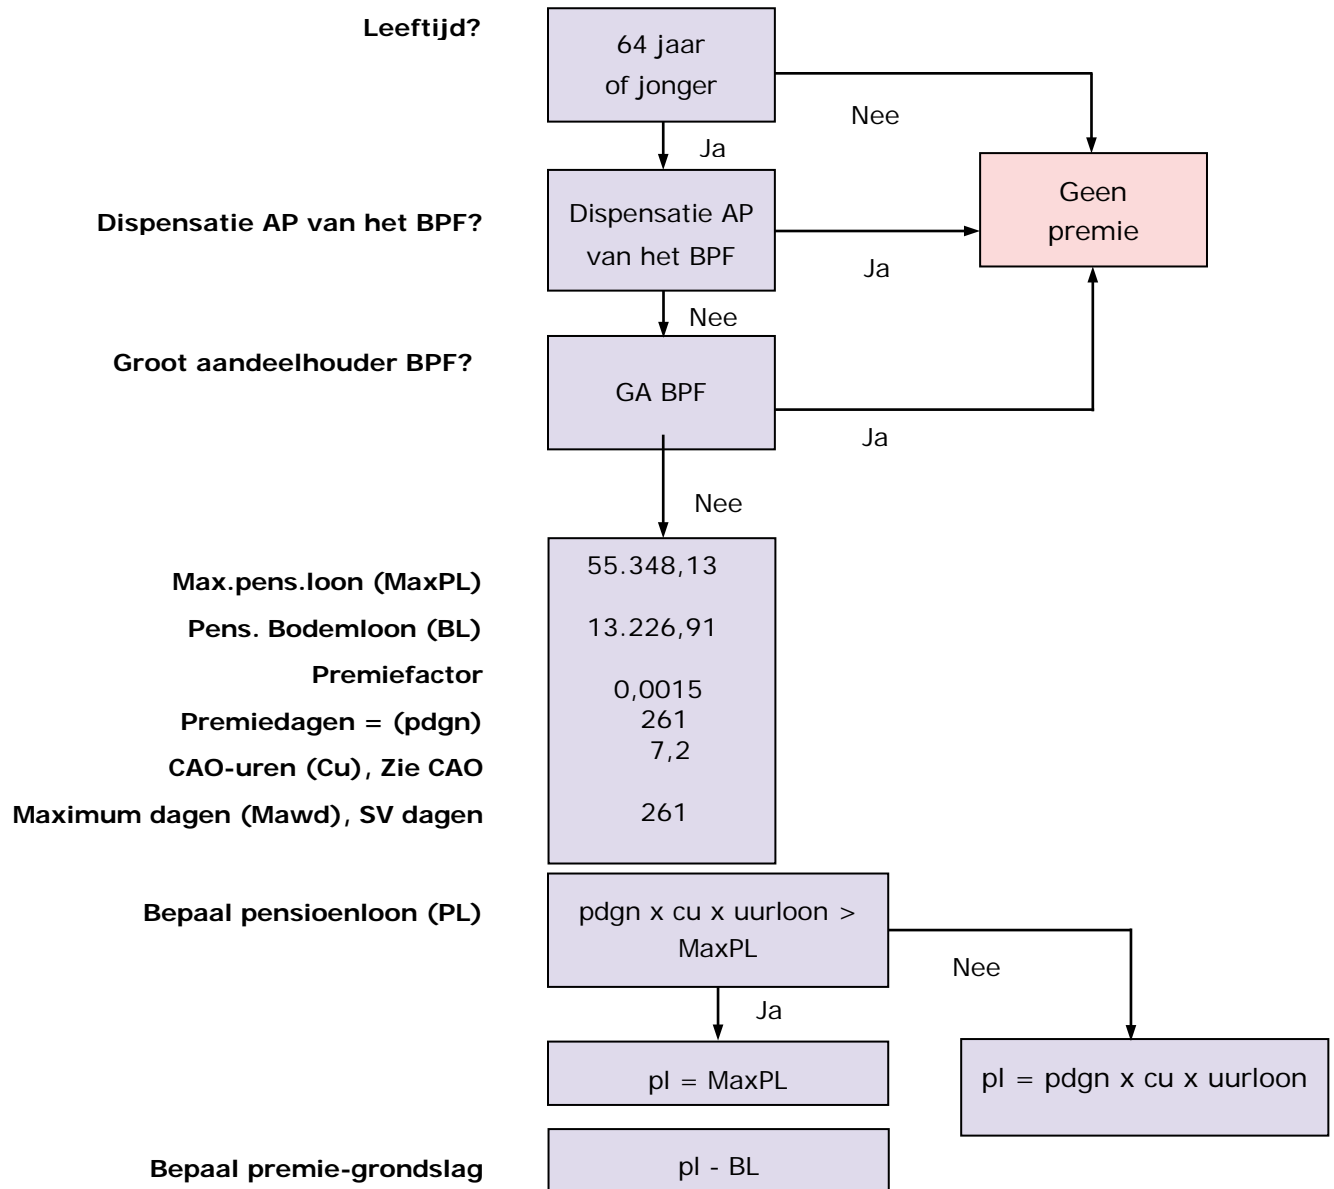 Leeftijd?
64 jaar
of jonger
Nee
Ja
Geen
premie
Dispensatie AP van het BPF?
Dispensatie AP
van het BPF
Ja
Nee
Groot aandeelhouder BPF?
GA BPF
Ja
Nee
Max.pens.loon (MaxPL)
55.348,13
Pens. Bodemloon (BL)
13.226,91
Premiefactor
0,0015
Premiedagen = (pdgn)
261
CAO-uren (Cu), Zie CAO
7,2
Maximum dagen (Mawd), SV dagen
261
Bepaal pensioenloon (PL)
pdgn x cu x uurloon >
MaxPL
Nee
Ja
pl = MaxPL
pl = pdgn x cu x uurloon
Bepaal premie-grondslag
pl - BL